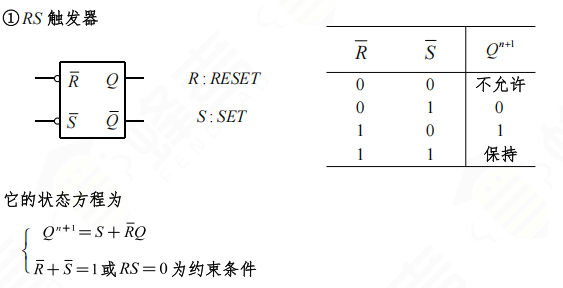 ①RS 触发器
R̅ Q
S̅ Q̅
R : RESET
S : SET
R̅ S̅ Qⁿ⁺¹
0 0 不允许
0 1 0
1 0 1
1 1 保持
它的状态方程为
Qⁿ⁺¹ = S + R̅Q
R̅ + S̅ = 1 或 RS = 0 为约束条件